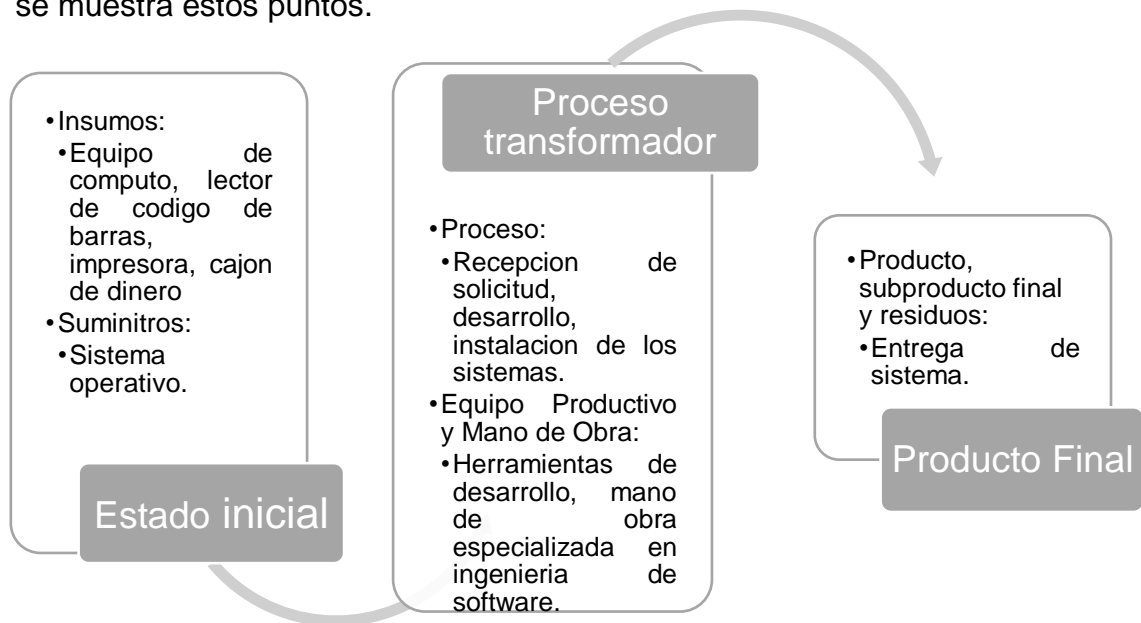 se muestra estos puntos.
•Insumos:
•Equipo de
computo, lector
de codigo de
barras,
impresora, cajon
de dinero
•Suminitros:
•Sistema
operativo.
Estado inicial
Proceso
transformador
•Proceso:
•Recepcion de
solicitud,
desarrollo,
instalacion de los
sistemas.
•Equipo Productivo
y Mano de Obra:
•Herramientas de
desarrollo, mano
de obra
especializada en
ingenieria de
software.
•Producto,
subproducto final
y residuos:
•Entrega de
sistema.
Producto Final